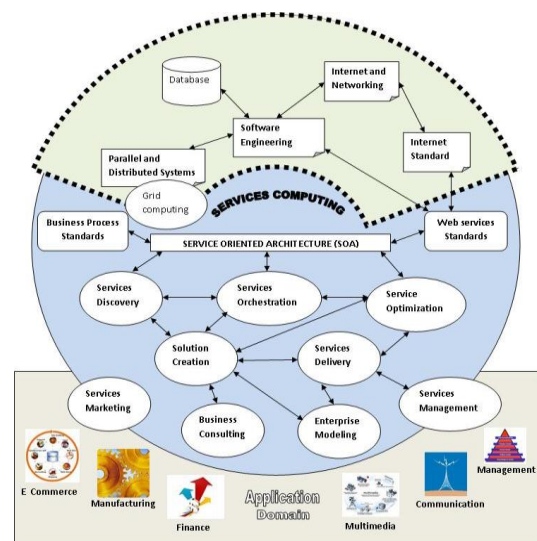 Database
Internet and
Networking
Software
Engineering
Internet
Standard
Parallel and
Distributed Systems
Grid
computing
SERVICES COMPUTING
Business Process
Standards
Web services
Standards
SERVICE ORIENTED ARCHITECTURE (SOA)
Services
Discovery
Services
Orchestration
Service
Optimization
Solution
Creation
Services
Delivery
Services
Marketing
Services
Management
Business
Consulting
Enterprise
Modeling
E Commerce
Manufacturing
Finance
Application
Domain
Multimedia
Communication
Management